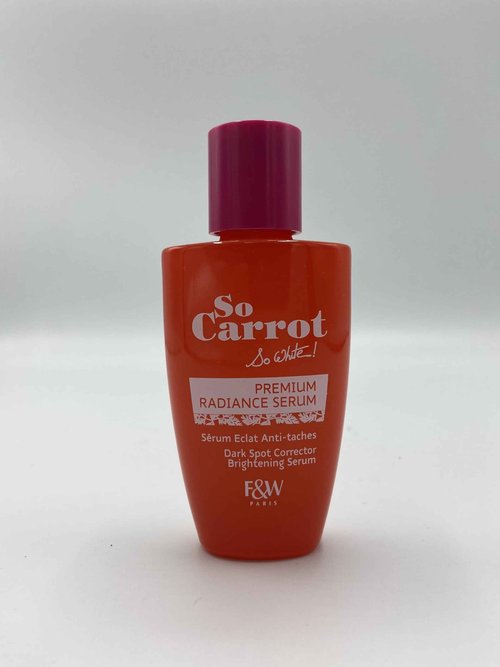 So
Carrot
So White!
PREMIUM
RADIANCE SERUM
Sérum Eclat Anti-taches
Dark Spot Corrector
Brightening Serum
F&W
PARIS